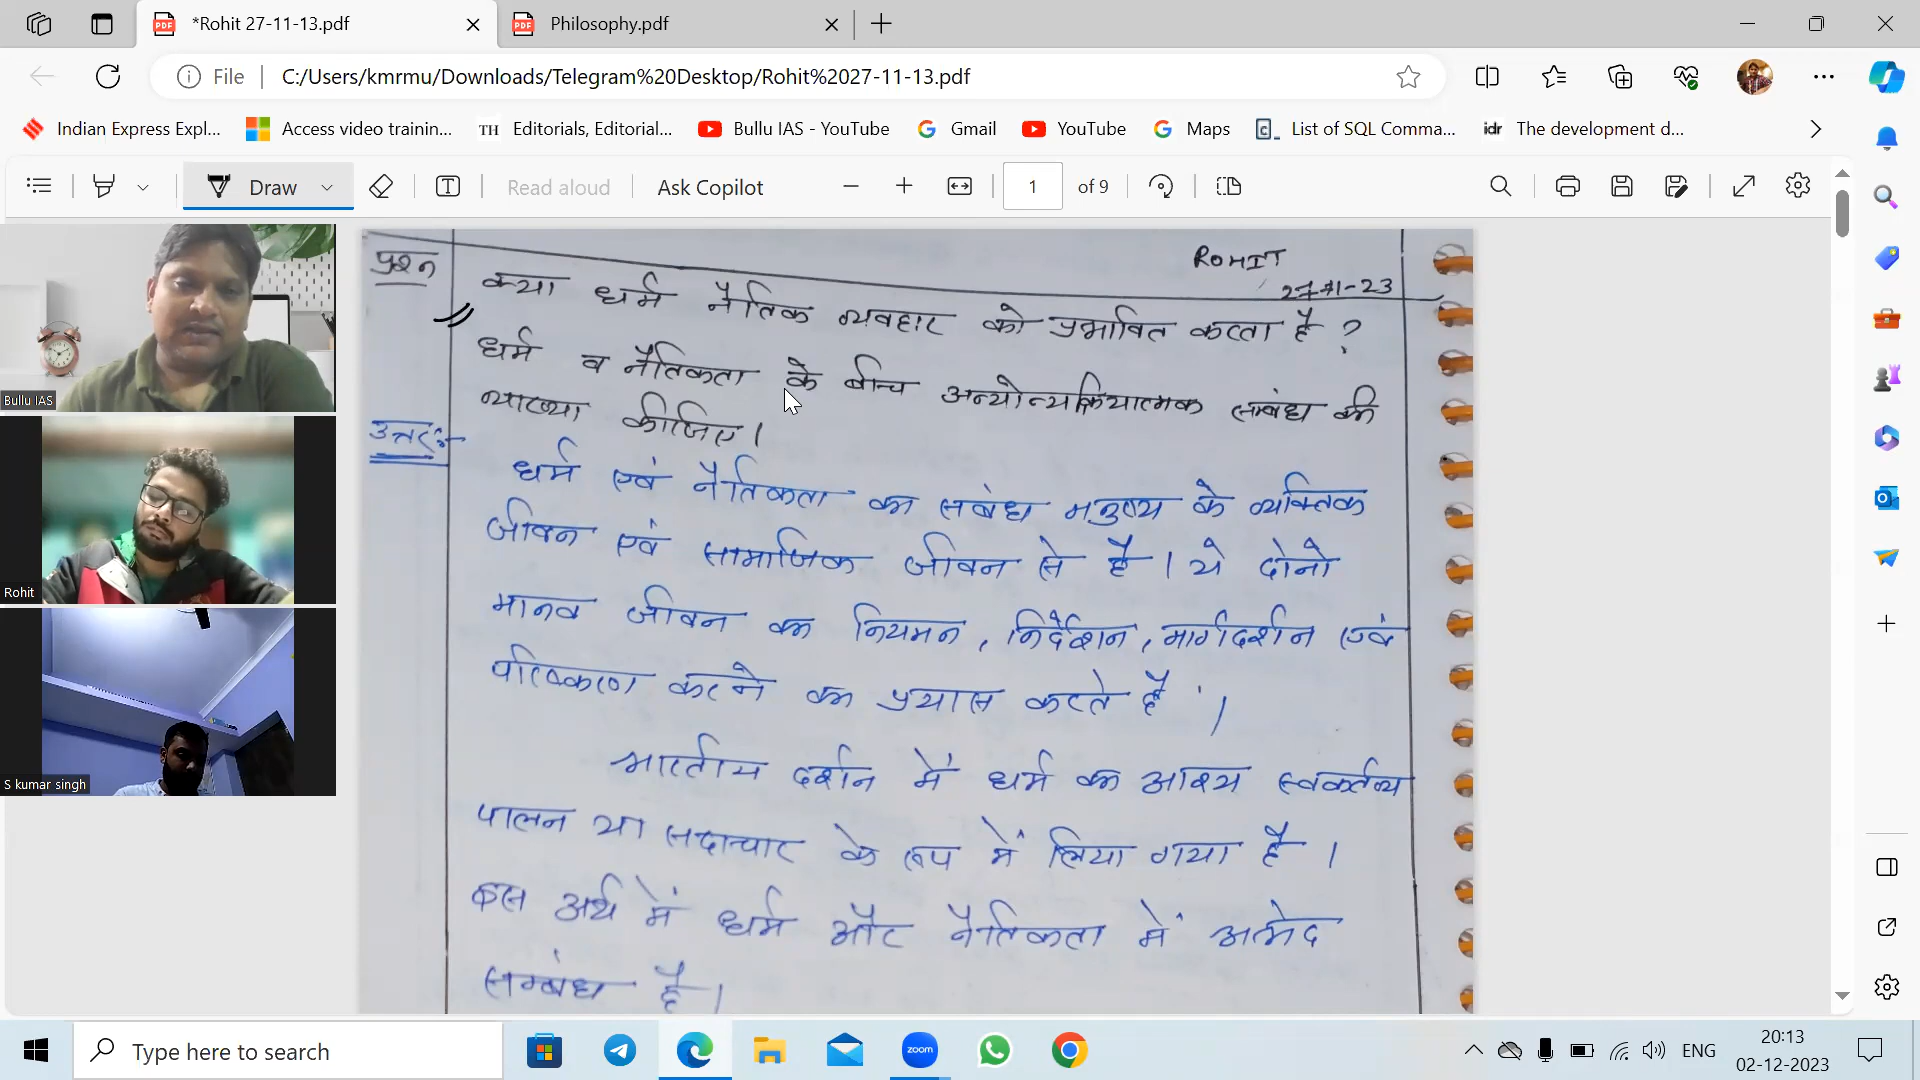 *Rohit 27-11-13.pdf
Philosophy.pdf
File
C:/Users/kmrmu/Downloads/Telegram%20Desktop/Rohit%2027-11-13.pdf
Indian Express Expl... Access video trainin... TH Editorials, Editorial... Bullu IAS - YouTube Gmail YouTube Maps List of SQL Comma... idr The development d...
Draw Read aloud Ask Copilot 1 of 9
Bullu IAS
Rohit
S kumar singh
ROHIT
27-11-23
प्रश्न क्या धर्म नैतिक व्यवहार को प्रभावित करता है ?
धर्म व नैतिकता के बीच अन्योन्यक्रियात्मक सम्बंध की
व्याख्या कीजिए।
उत्तर:-
धर्म एवं नैतिकता का संबंध मनुष्य के व्यक्तिक
जीवन एवं सामाजिक जीवन से है। ये दोनो
मानव जीवन का नियमन, निर्देशन, मार्गदर्शन एवं
परिष्करण करने का प्रयास करते हैं।
भारतीय दर्शन में धर्म का आशय स्वकर्तव्य
पालन या सदाचार के रूप में लिया गया है।
इस अर्थ में धर्म और नैतिकता में अभेद
सम्बंध है।
Type here to search
zoom
ENG
20:13
02-12-2023